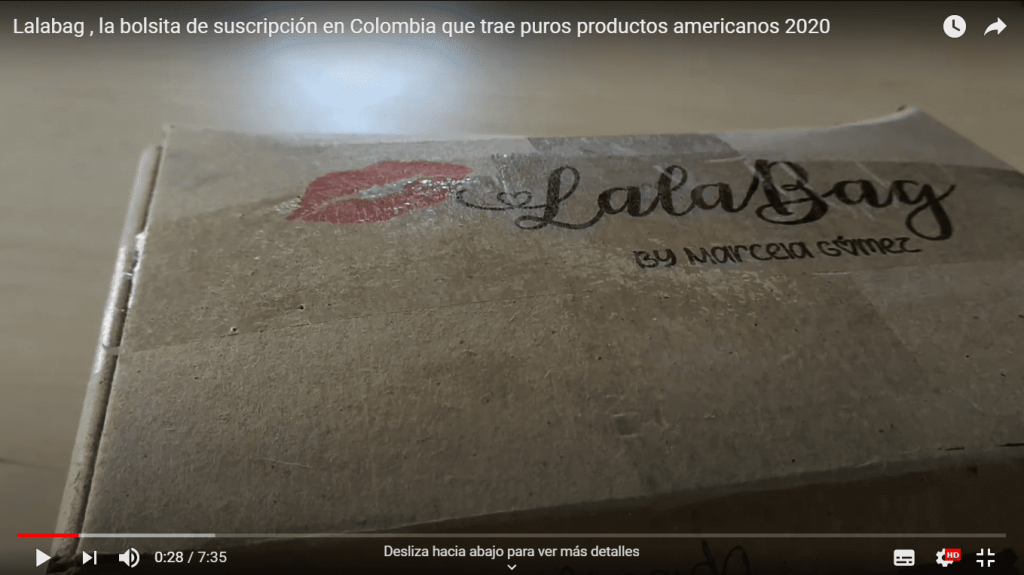 Lalabag , la bolsita de suscripción en Colombia que trae puros productos americanos 2020
LalaBag
BY Marcela Gómez
0:28 / 7:35
Desliza hacia abajo para ver más detalles
HD